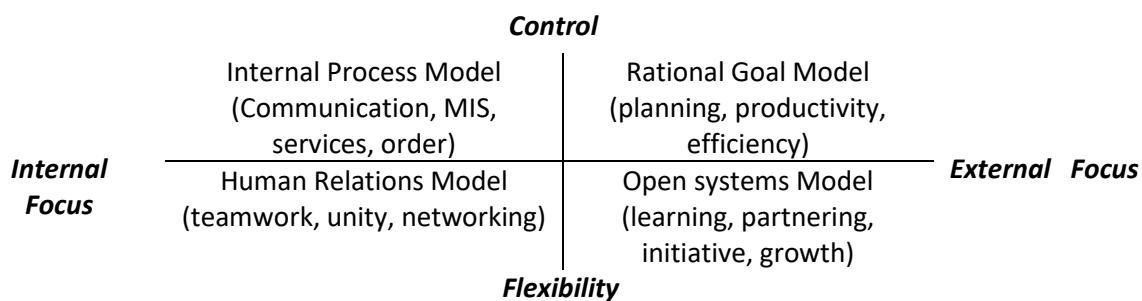 Control
Internal Process Model
(Communication, MIS,
services, order)
Rational Goal Model
(planning, productivity,
efficiency)
Internal
Focus
External Focus
Human Relations Model
(teamwork, unity, networking)
Open systems Model
(learning, partnering,
initiative, growth)
Flexibility